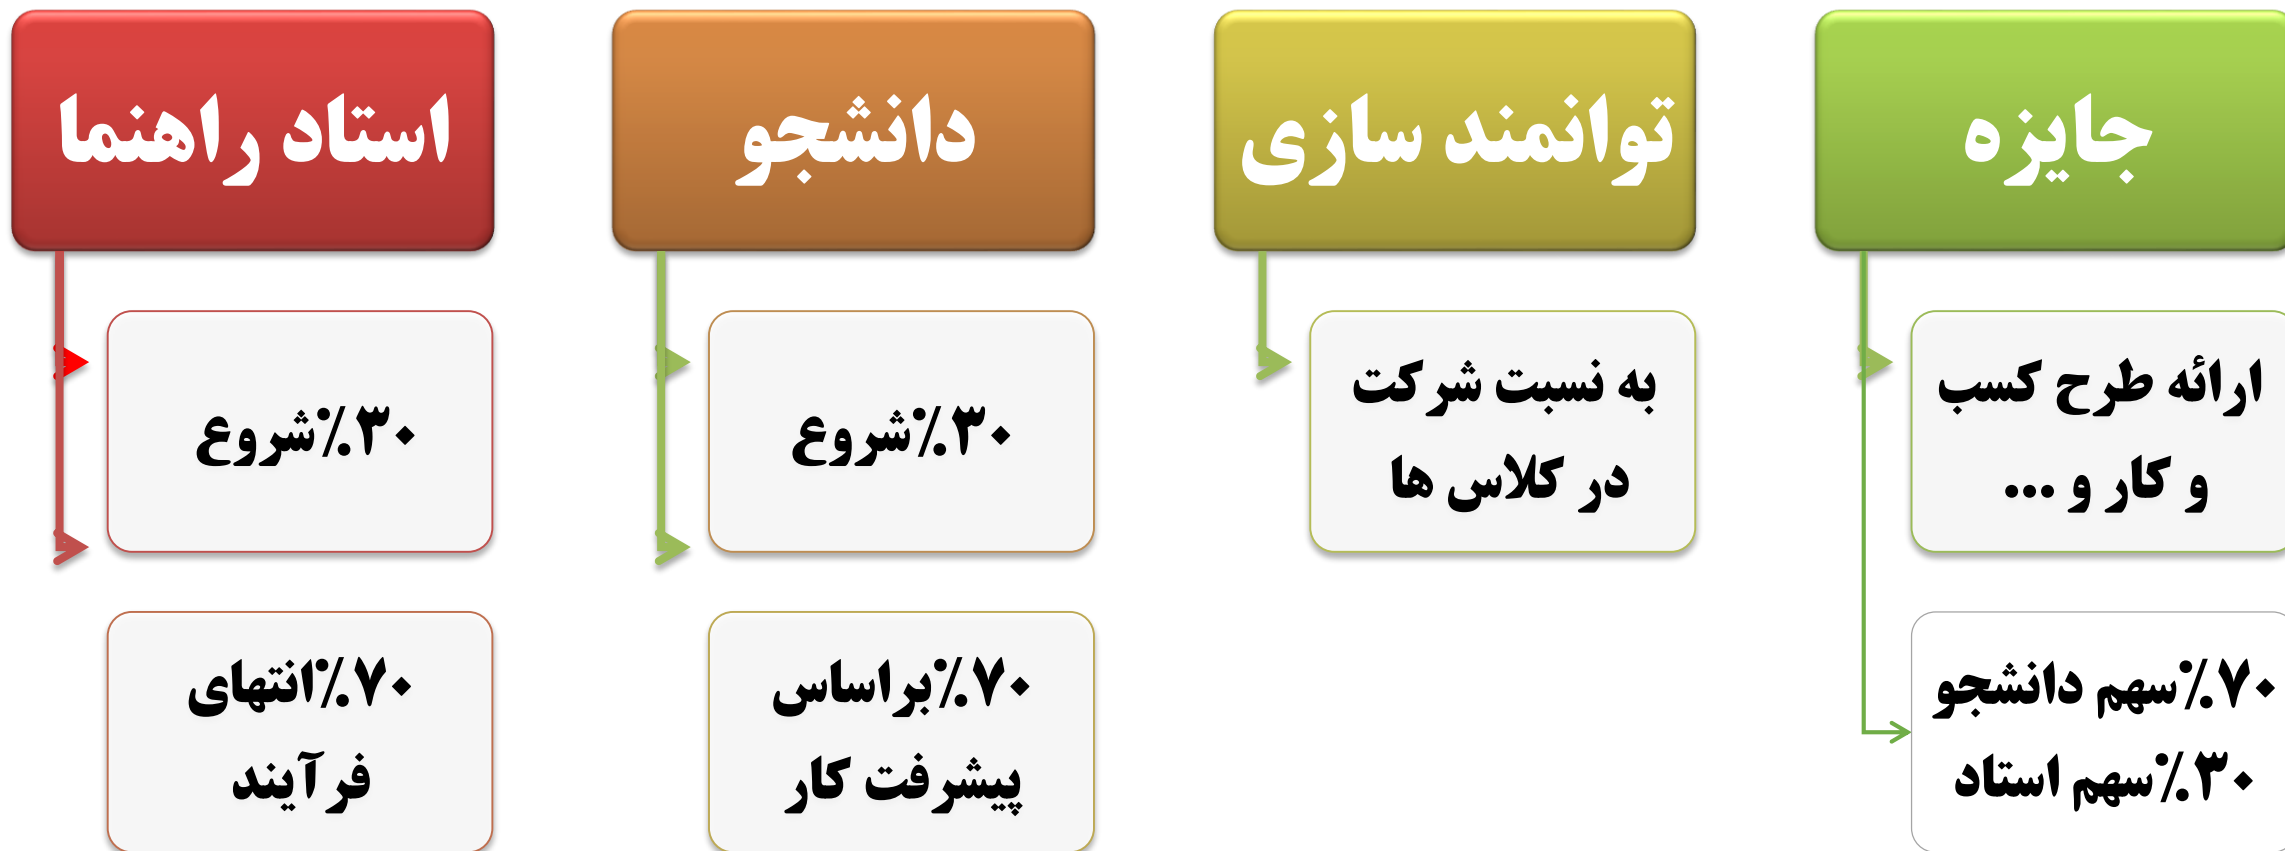 جایزه
ارائه طرح کسب
و کار و ...
۷۰٪سهم دانشجو
۳۰٪سهم استاد
توانمند سازی
به نسبت شرکت
در کلاس ها
دانشجو
۳۰٪شروع
۷۰٪براساس
پیشرفت کار
استاد راهنما
۳۰٪شروع
۷۰٪انتهای
فرآیند